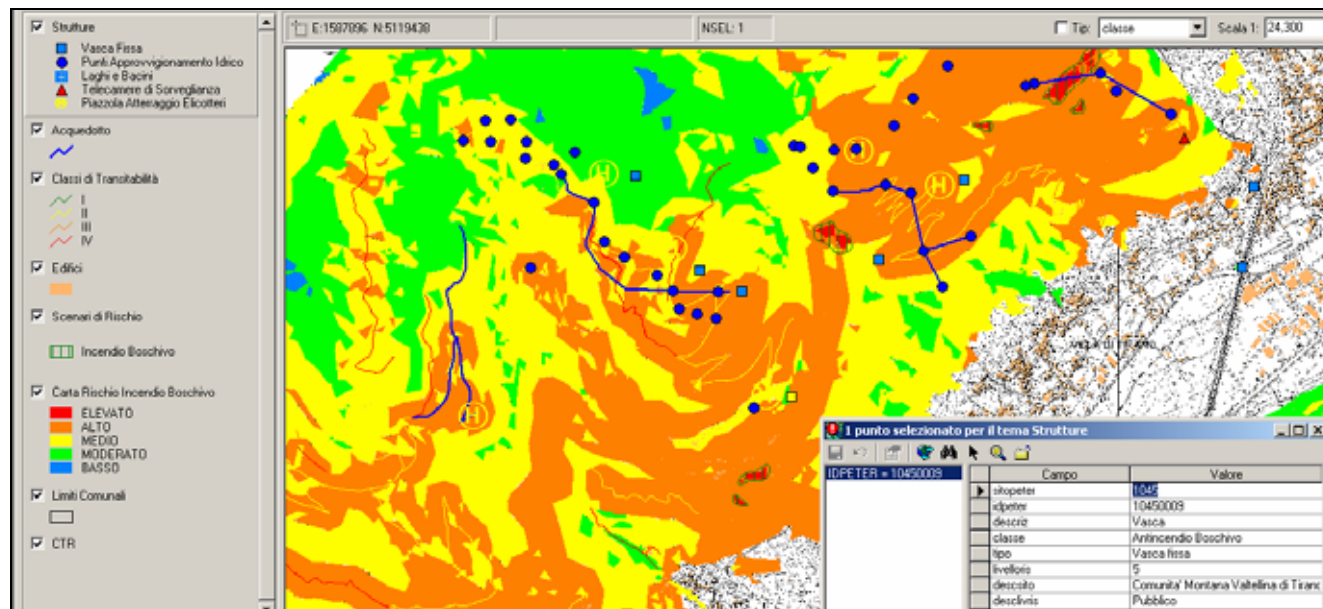 Strutture
Vasca Fissa
Punti Approvvigionamento Idrico
Laghi e Bacini
Telecamere di Sorveglianza
Piazzola Atterraggio Elicotteri
Acquedotto
Classi di Transitabilità
I
II
III
IV
Edifici
Scenari di Rischio
Incendio Boschivo
Carta Rischio Incendio Boschivo
ELEVATO
ALTO
MEDIO
MODERATO
BASSO
Limiti Comunali
CTR
E:1587896 N:5119438 NSEL: 1 Tip: classe Scala 1: 24,300
H
H
H
H
1 punto selezionato per il tema Strutture
IDPETER = 10450009
Campo Valore
sitopeter 1045
idpeter 10450009
descriz Vasca
classe Antincendio Boschivo
tipo Vasca fissa
livelloris 5
descsito Comunita' Montana Valtellina di Tirano
desclivris Pubblico